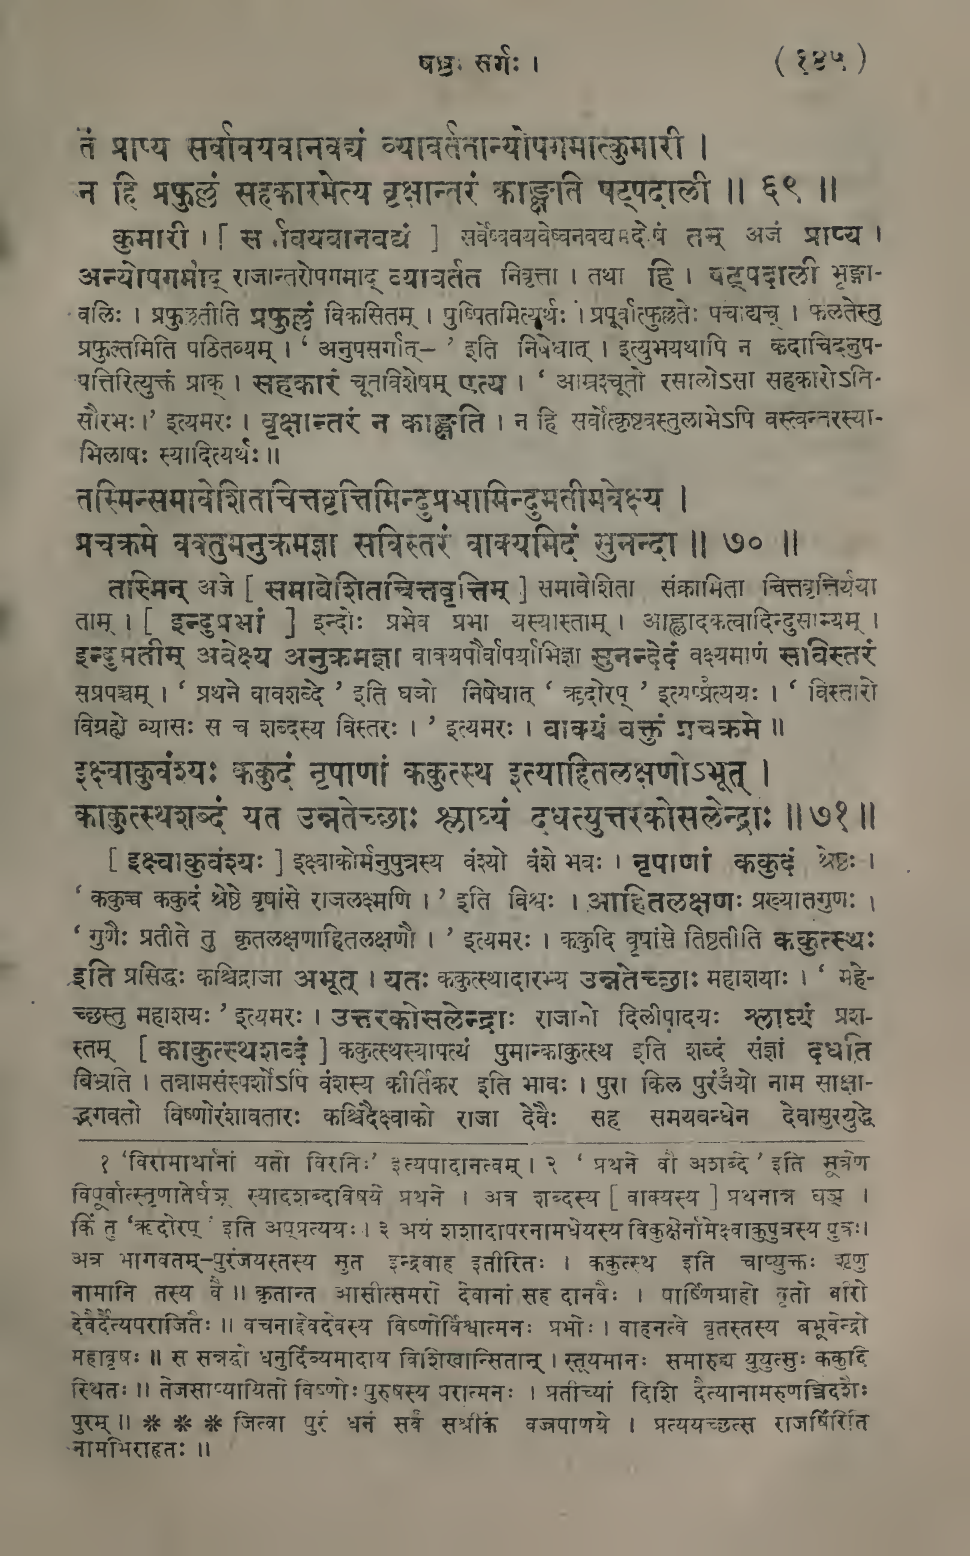 षष्ठः सर्गः ।
( १४५ )
तं प्राप्य सर्वावयवानवद्यं व्यावर्ततान्योपगमात्कुमारी ।
न हि प्रफुल्लं सहकारमेत्य वृक्षान्तरं काङ्क्षति षट्पदाली ॥ ६९ ॥
कुमारी । [ सर्वावयवानवद्यं ] सर्वेष्ववयवेष्वनवद्यमदोषं तम् अजं प्राप्य ।
अन्योपगमाद् राजान्तरोपगमाद् व्यावर्तत निवृत्ता । तथा हि । षट्पदाली भृङ्गा-
वलिः । प्रफुल्लतीति प्रफुल्लं विकसितम् । पुष्पितमित्यर्थः । प्रपूर्वात्फुल्लतेः पचाद्यच् । फलतेस्तु
प्रफुल्तमिति पठितव्यम् । ‘ अनुपसर्गात्– ’ इति निषेधात् । इत्युभयथापि न कदाचिदनुप-
पत्तिरित्युक्तं प्राक् । सहकारं चूतविशेषम् एत्य । ‘ आम्रश्चूतो रसालोऽसौ सहकारोऽति-
सौरभः ।’ इत्यमरः । वृक्षान्तरं न काङ्क्षति । न हि सर्वोत्कृष्टवस्तुलाभेऽपि वस्त्वन्तरस्या-
भिलाषः स्यादित्यर्थः ॥
तस्मिन्समावेशितचित्तवृत्तिमिन्दुप्रभामिन्दुमतीमवेक्ष्य ।
प्रचक्रमे वक्तुमनुक्रमज्ञा सविस्तरं वाक्यमिदं सुनन्दा ॥ ७० ॥
तस्मिन् अजे [ समावेशितचित्तवृत्तिम् ] समावेशिता संक्रामिता चित्तवृत्तिर्यया
ताम् । [ इन्दुप्रभां ] इन्दोः प्रभेव प्रभा यस्यास्ताम् । आह्लादकत्वादिन्दुसाम्यम् ।
इन्दुमतीम् अवेक्ष्य अनुक्रमज्ञा वाक्यपौर्वापर्याभिज्ञा सुनन्देदं वक्ष्यमाणं सविस्तरं
सप्रपञ्चम् । ‘ प्रथने वावशब्दे ’ इति घञो निषेधात् ‘ ऋदोरप् ’ इत्यप्प्रत्ययः । ‘ विस्तारो
विग्रहो व्यासः स च शब्दस्य विस्तरः । ’ इत्यमरः । वाक्यं वक्तुं प्रचक्रमे ॥
इक्ष्वाकुवंश्यः ककुदं नृपाणां ककुत्स्थ इत्याहितलक्षणोऽभूत् ।
काकुत्स्थशब्दं यत उन्नतेच्छाः श्लाघ्यं दधत्युत्तरकोसलेन्द्राः ॥ ७१ ॥
[ इक्ष्वाकुवंश्यः ] इक्ष्वाकोर्मनुपुत्रस्य वंश्यो वंशे भवः । नृपाणां ककुदं श्रेष्ठः ।
‘ ककुच्च ककुदं श्रेष्ठे वृषांसे राजलक्ष्मणि । ’ इति विश्वः । आहितलक्षणः प्रख्यातगुणः ।
‘ गुणैः प्रतीते तु कृतलक्षणाहितलक्षणौ । ’ इत्यमरः । ककुदि वृषांसे तिष्ठतीति ककुत्स्थः
इति प्रसिद्धः कश्चिद्राजा अभूत् । यतः ककुत्स्थादारभ्य उन्नतेच्छाः महाशयाः । ‘ महे-
च्छस्तु महाशयः ’ इत्यमरः । उत्तरकोसलेन्द्राः राजानो दिलीपादयः श्लाघ्यं प्रश-
स्तम् [ काकुत्स्थशब्दं ] ककुत्स्थस्यापत्यं पुमान्काकुत्स्थ इति शब्दं संज्ञां दधति
बिभ्रति । तन्नामसंस्पर्शोऽपि वंशस्य कीर्तिकर इति भावः । पुरा किल पुरंजयो नाम साक्षा-
द्भगवतो विष्णोरंशावतारः कश्चिदैक्ष्वाको राजा देवैः सह समयबन्धेन देवासुरयुद्धे
१ ‘विरामार्थानां यतो विरतिः’ इत्यपादानत्वम् । २ ‘ प्रथने वौ अशब्दे ’ इति सूत्रेण
विपूर्वात्स्तृणातेर्घञ् स्यादशब्दविषये प्रथने । अत्र शब्दस्य [ वाक्यस्य ] प्रथनान्न घञ् ।
किं तु ‘ऋदोरप् ’ इति अप्प्रत्ययः । ३ अयं शशादापरनामधेयस्य विकुक्षेर्नामेक्ष्वाकुपुत्रस्य पुत्रः।
अत्र भागवतम्–पुरंजयस्तस्य सुत इन्द्रवाह इतीरितः । ककुत्स्थ इति चाप्युक्तः शृणु
नामानि तस्य वै ॥ कृतान्त आसीत्समरो देवानां सह दानवैः । पार्ष्णिग्राहो वृतो वीरो
देवैर्दैत्यपराजितैः ॥ वचनाद्देवदेवस्य विष्णोर्विश्वात्मनः प्रभोः । वाहनत्वे वृतस्तस्य बभूवेन्द्रो
महावृषः ॥ स सन्नद्धो धनुर्दिव्यमादाय विशिखान्सितान् । स्तूयमानः समारुह्य युयुत्सुः ककुदि
स्थितः ॥ तेजसाप्यायितो विष्णोः पुरुषस्य परात्मनः । प्रतीच्यां दिशि दैत्यानामरुणत्त्रिदशैः
पुरम् ॥ ❊ ❊ ❊ जित्वा पुरं धनं सर्वं सश्रीकं वज्रपाणये । प्रत्ययच्छत्स राजर्षिरिति
नामभिराहृतः ॥